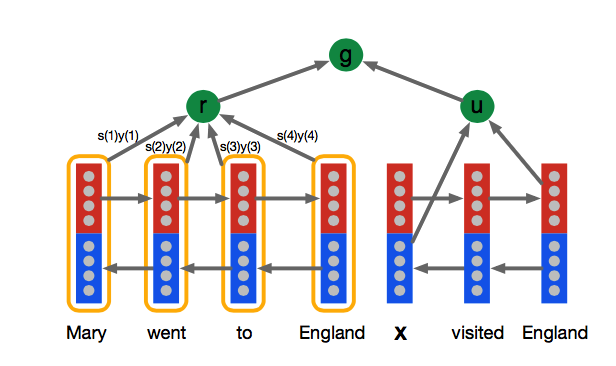 g
r
u
s(1)y(1)
s(2)y(2)
s(3)y(3)
s(4)y(4)
Mary went to England X visited England